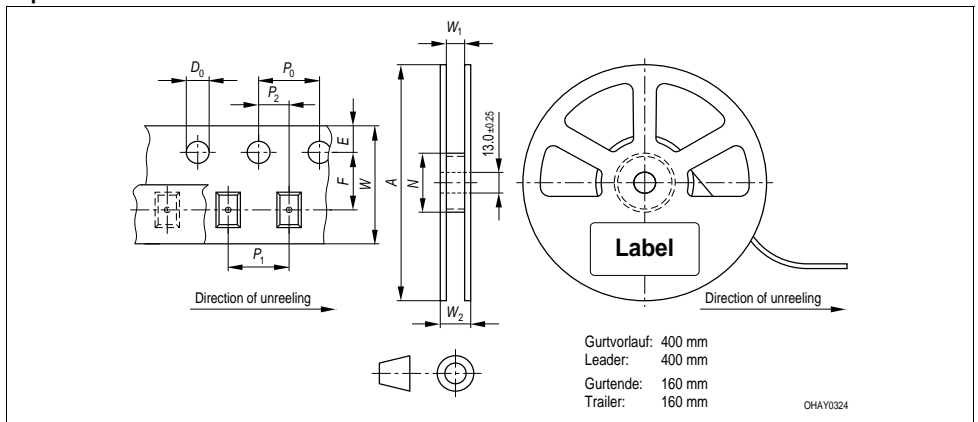 W1
D0
P0
P2
E
F
W
A
N
13.0 ±0.25
P1
W2
Label
Direction of unreeling
Direction of unreeling
Gurtvorlauf: 400 mm
Leader: 400 mm
Gurtende: 160 mm
Trailer: 160 mm
OHAY0324